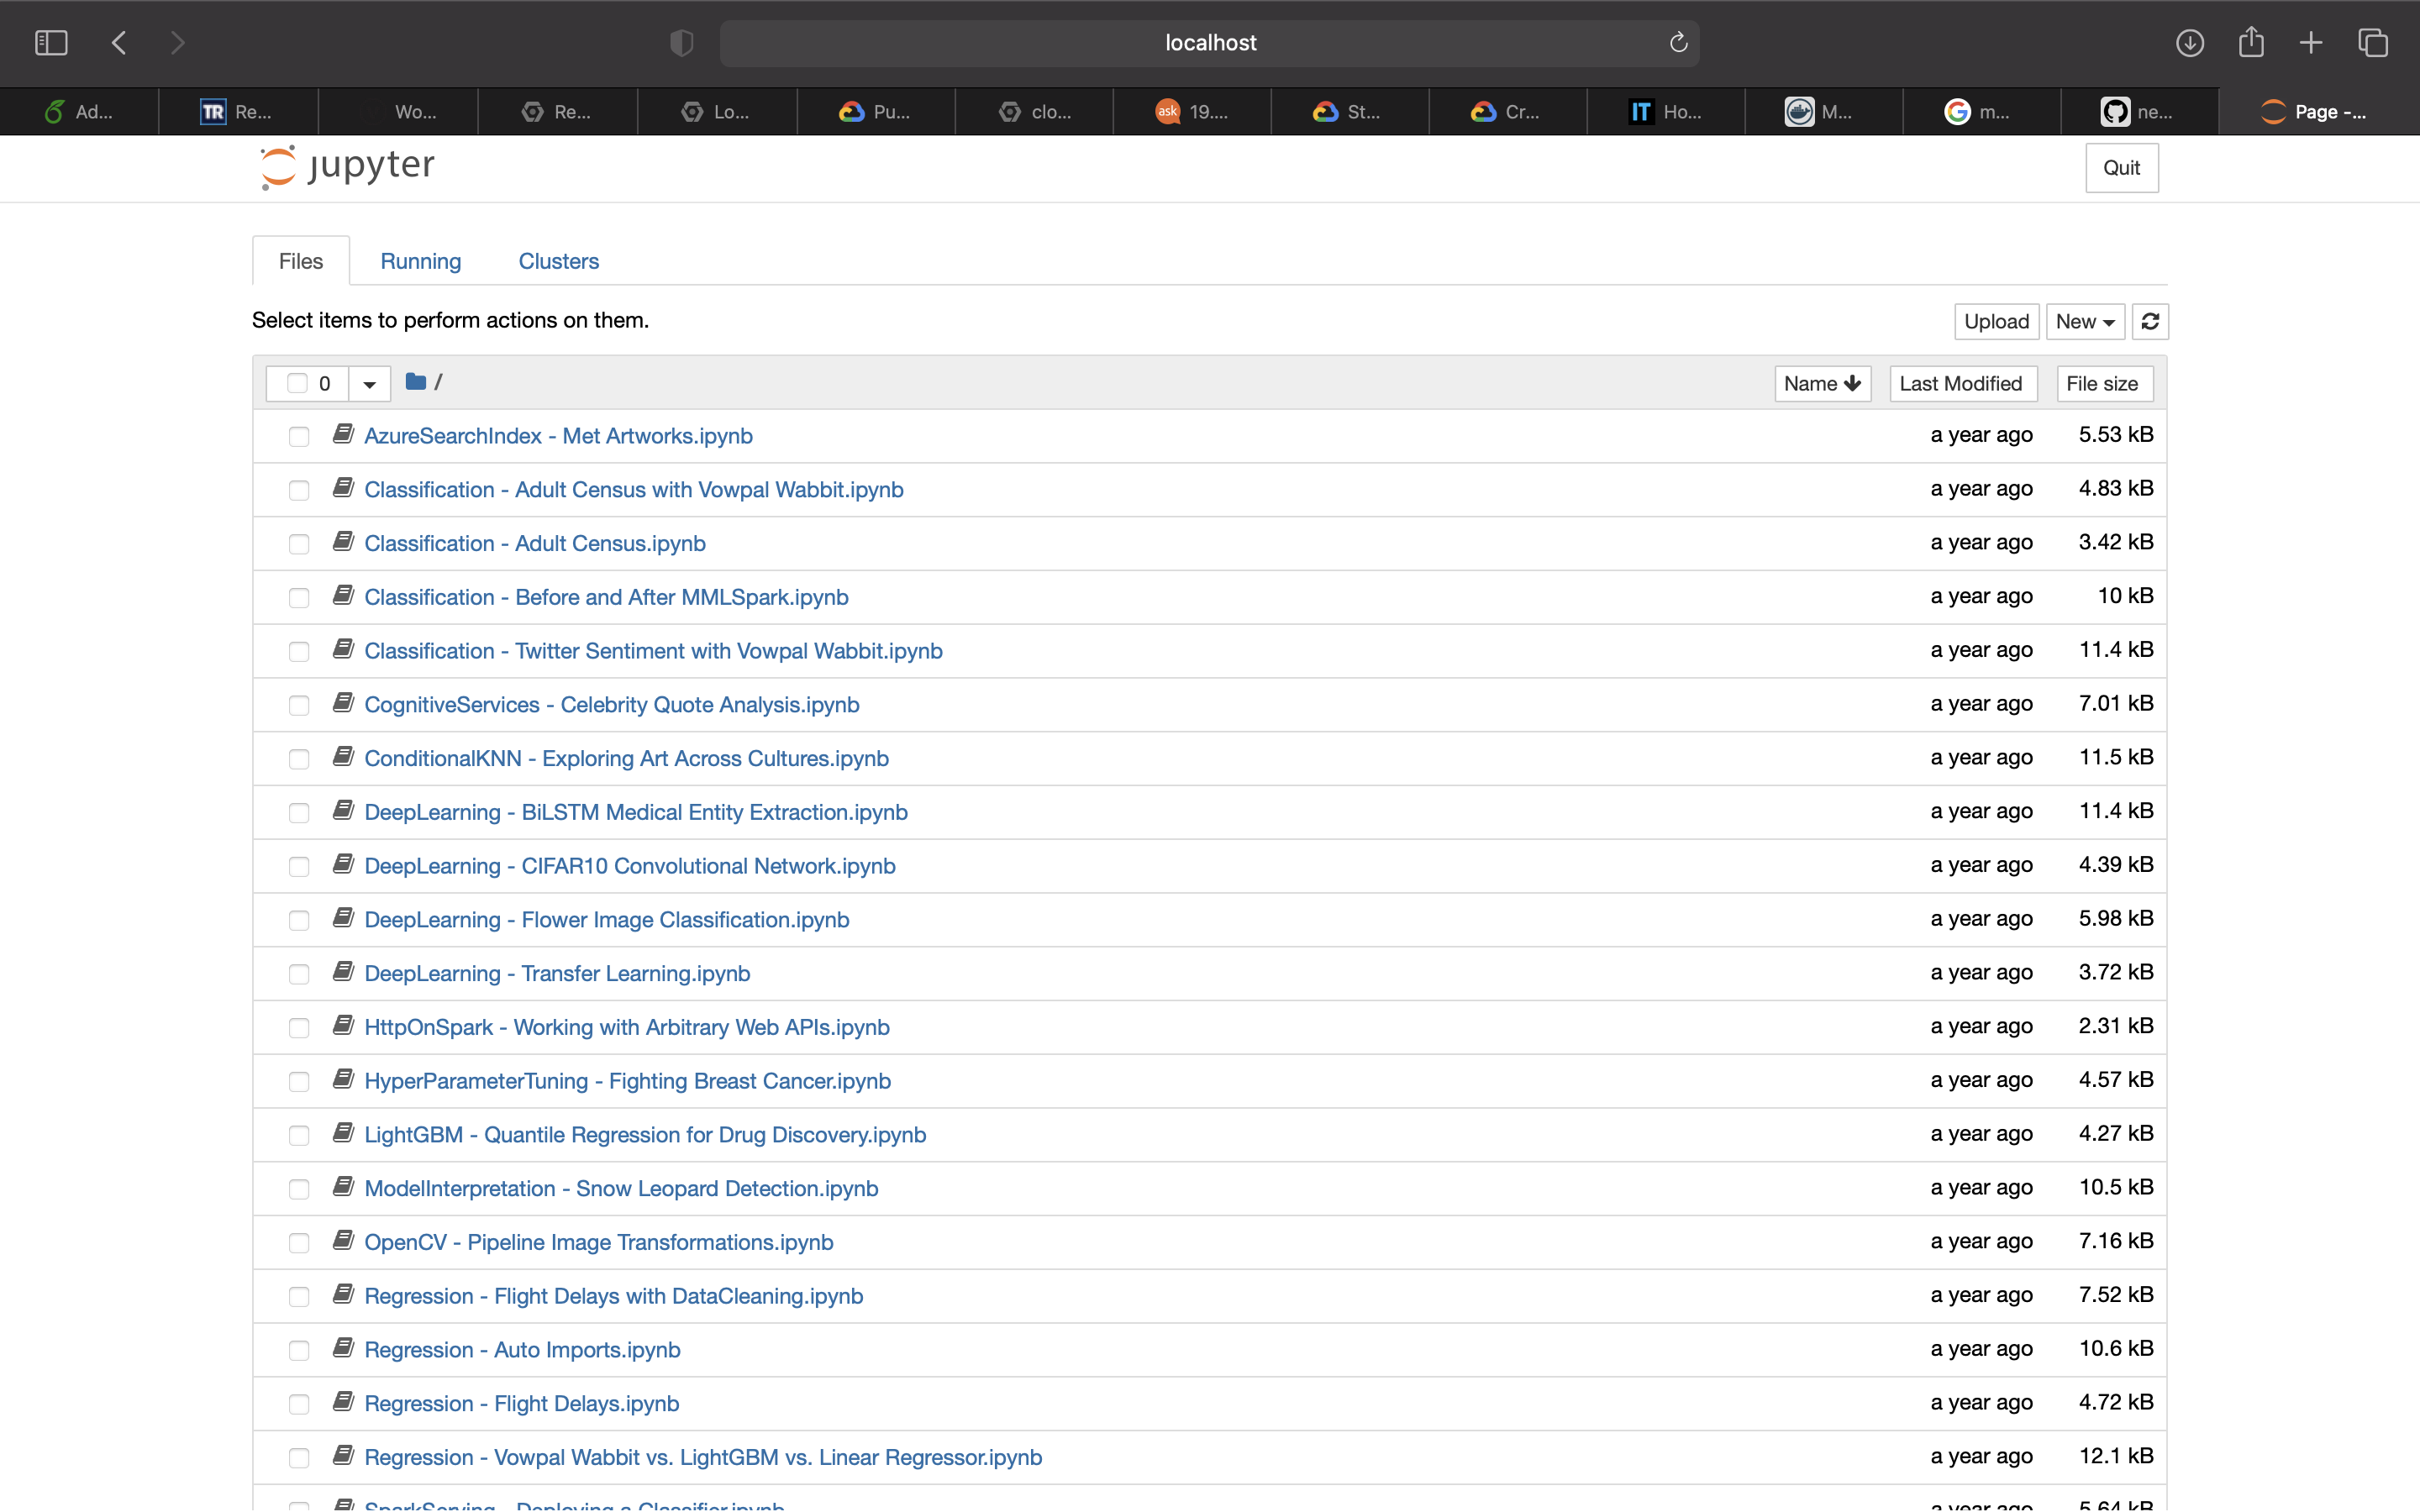 localhost
Ad... Re... Wo... Re... Lo... Pu... clo... ask 19.... St... Cr... IT Ho... M... m... ne... Page -...
jupyter Quit
Files Running Clusters
Select items to perform actions on them. Upload New
0 / Name Last Modified File size
AzureSearchIndex - Met Artworks.ipynb a year ago 5.53 kB
Classification - Adult Census with Vowpal Wabbit.ipynb a year ago 4.83 kB
Classification - Adult Census.ipynb a year ago 3.42 kB
Classification - Before and After MMLSpark.ipynb a year ago 10 kB
Classification - Twitter Sentiment with Vowpal Wabbit.ipynb a year ago 11.4 kB
CognitiveServices - Celebrity Quote Analysis.ipynb a year ago 7.01 kB
ConditionalKNN - Exploring Art Across Cultures.ipynb a year ago 11.5 kB
DeepLearning - BiLSTM Medical Entity Extraction.ipynb a year ago 11.4 kB
DeepLearning - CIFAR10 Convolutional Network.ipynb a year ago 4.39 kB
DeepLearning - Flower Image Classification.ipynb a year ago 5.98 kB
DeepLearning - Transfer Learning.ipynb a year ago 3.72 kB
HttpOnSpark - Working with Arbitrary Web APIs.ipynb a year ago 2.31 kB
HyperParameterTuning - Fighting Breast Cancer.ipynb a year ago 4.57 kB
LightGBM - Quantile Regression for Drug Discovery.ipynb a year ago 4.27 kB
ModelInterpretation - Snow Leopard Detection.ipynb a year ago 10.5 kB
OpenCV - Pipeline Image Transformations.ipynb a year ago 7.16 kB
Regression - Flight Delays with DataCleaning.ipynb a year ago 7.52 kB
Regression - Auto Imports.ipynb a year ago 10.6 kB
Regression - Flight Delays.ipynb a year ago 4.72 kB
Regression - Vowpal Wabbit vs. LightGBM vs. Linear Regressor.ipynb a year ago 12.1 kB
SparkServing - Deploying a Classifier.ipynb a year ago 5.64 kB